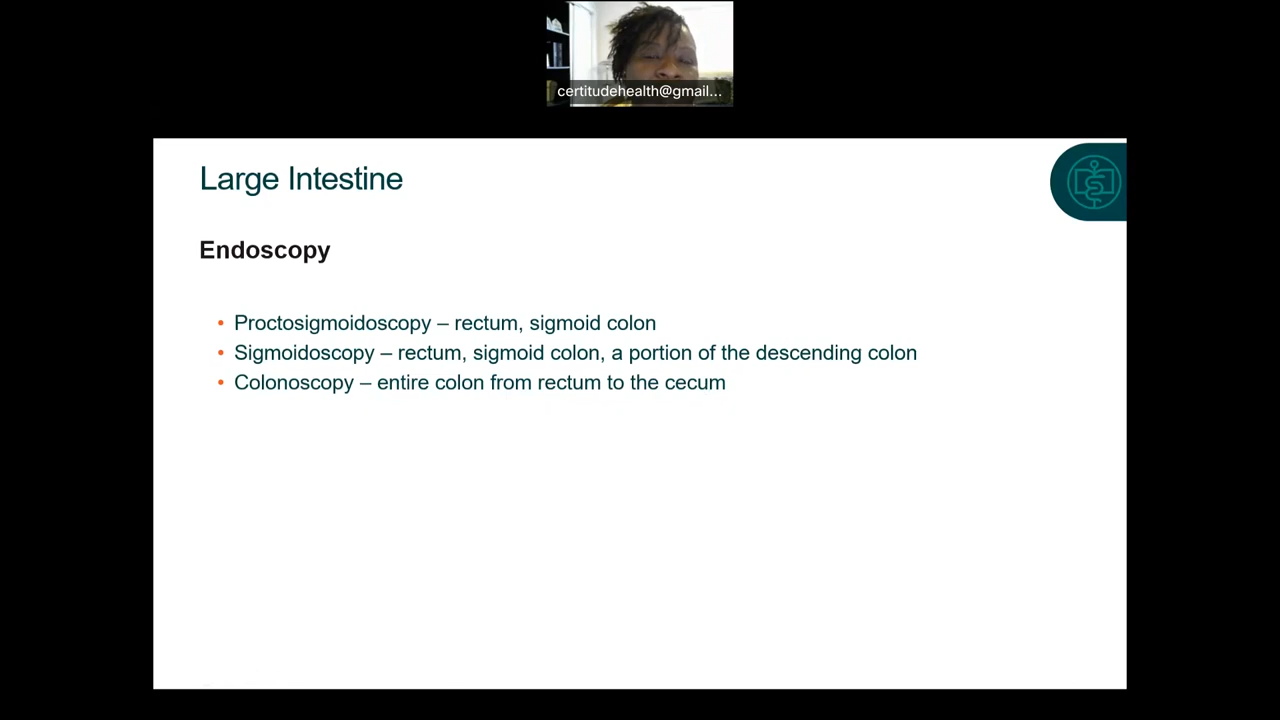 certitudehealth@gmail...
Large Intestine
Endoscopy
• Proctosigmoidoscopy – rectum, sigmoid colon
• Sigmoidoscopy – rectum, sigmoid colon, a portion of the descending colon
• Colonoscopy – entire colon from rectum to the cecum